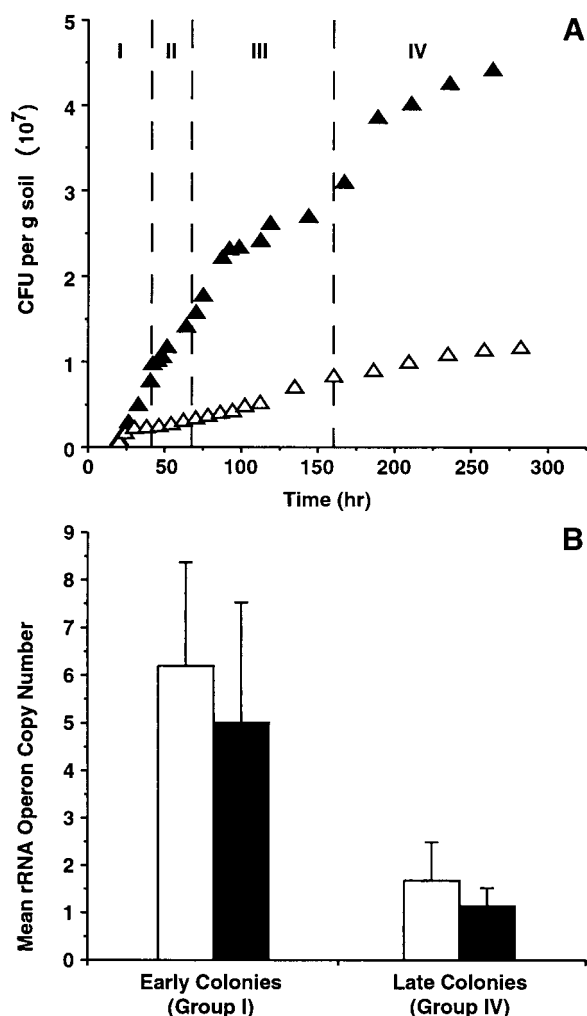 A
I II III IV
5
4
3
2
1
0
CFU per g soil (10⁷)
0 50 100 150 200 250 300
Time (hr)
B
9
8
7
6
5
4
3
2
1
0
Mean rRNA Operon Copy Number
Early Colonies
(Group I)
Late Colonies
(Group IV)